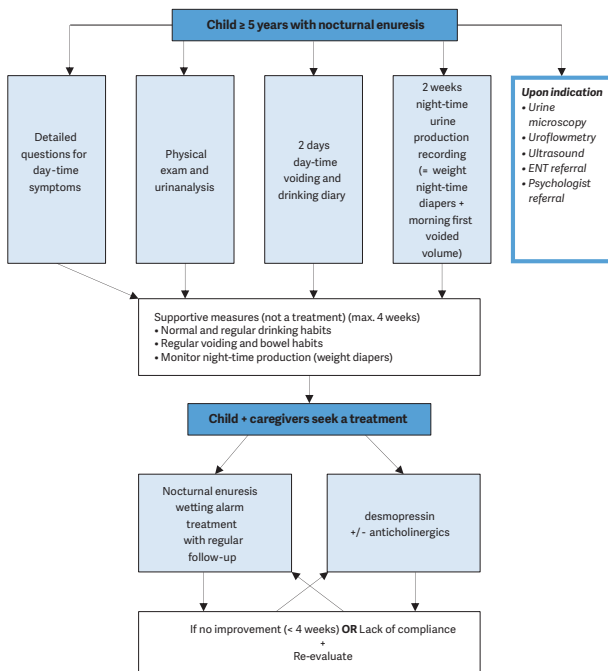 Child ≥ 5 years with nocturnal enuresis
Detailed
questions for
day-time
symptoms
Physical
exam and
urinanalysis
2 days
day-time
voiding and
drinking diary
2 weeks
night-time
urine
production
recording
(= weight
night-time
diapers +
morning first
voided
volume)
Upon indication
• Urine
microscopy
• Uroflowmetry
• Ultrasound
• ENT referral
• Psychologist
referral
Supportive measures (not a treatment) (max. 4 weeks)
• Normal and regular drinking habits
• Regular voiding and bowel habits
• Monitor night-time production (weight diapers)
Child + caregivers seek a treatment
Nocturnal enuresis
wetting alarm
treatment
with regular
follow-up
desmopressin
+/- anticholinergics
If no improvement (< 4 weeks) OR Lack of compliance
+
Re-evaluate